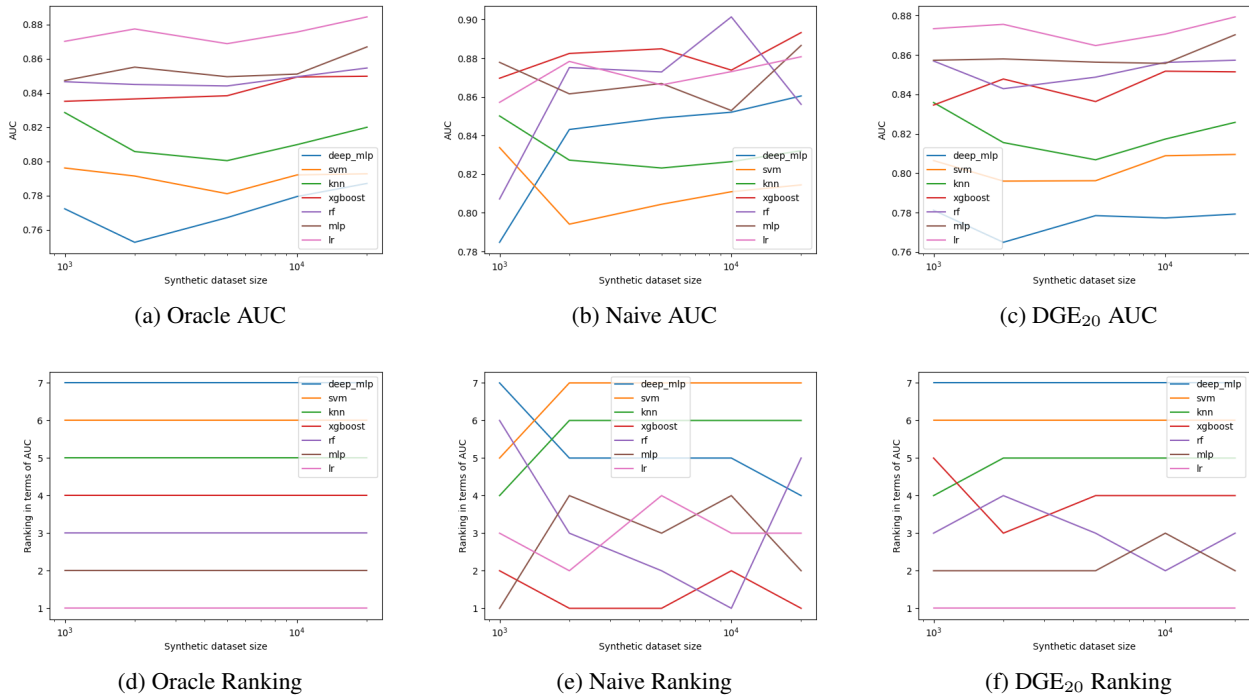 0.88
0.86
0.84
0.82
0.80
0.78
0.76
AUC
deep_mlp
svm
knn
xgboost
rf
mlp
lr
10³
10⁴
Synthetic dataset size
(a) Oracle AUC
0.90
0.88
0.86
0.84
0.82
0.80
0.78
AUC
deep_mlp
svm
knn
xgboost
rf
mlp
lr
10³
10⁴
Synthetic dataset size
(b) Naive AUC
0.88
0.86
0.84
0.82
0.80
0.78
0.76
AUC
deep_mlp
svm
knn
xgboost
rf
mlp
lr
10³
10⁴
Synthetic dataset size
(c) DGE₂₀ AUC
7
6
5
4
3
2
1
Ranking in terms of AUC
deep_mlp
svm
knn
xgboost
rf
mlp
lr
10³
10⁴
Synthetic dataset size
(d) Oracle Ranking
7
6
5
4
3
2
1
Ranking in terms of AUC
deep_mlp
svm
knn
xgboost
rf
mlp
lr
10³
10⁴
Synthetic dataset size
(e) Naive Ranking
7
6
5
4
3
2
1
Ranking in terms of AUC
deep_mlp
svm
knn
xgboost
rf
mlp
lr
10³
10⁴
Synthetic dataset size
(f) DGE₂₀ Ranking